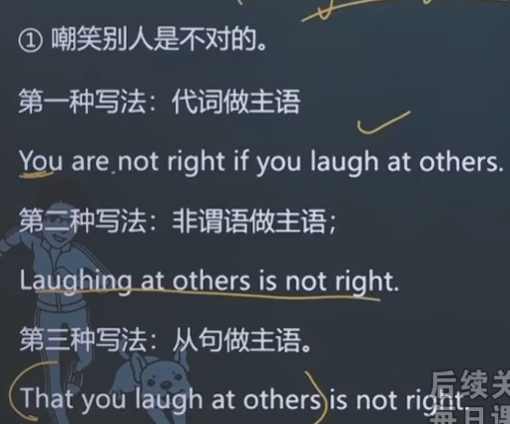 ① 嘲笑别人是不对的。
第一种写法：代词做主语
You are not right if you laugh at others.
第二种写法：非谓语做主语；
Laughing at others is not right.
第三种写法：从句做主语。
后续关
That you laugh at others is not right.
每日课